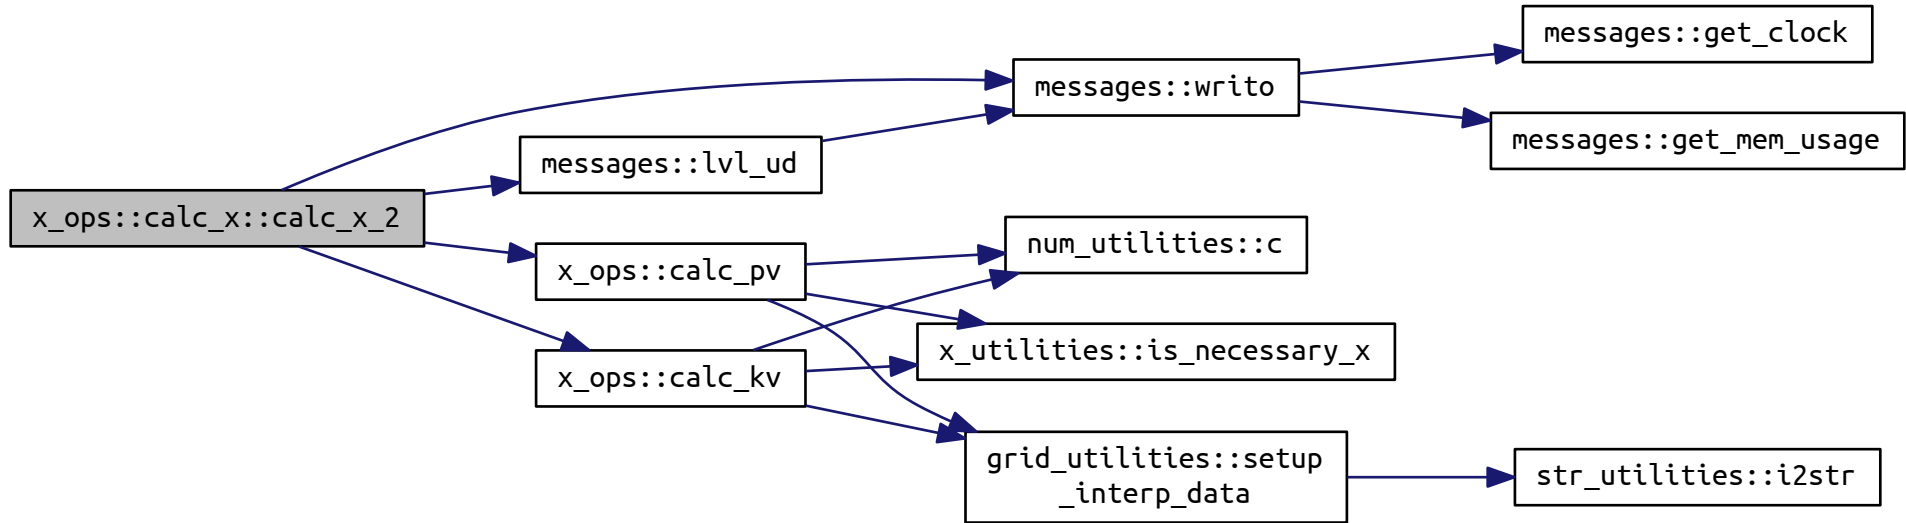 x_ops::calc_x::calc_x_2
messages::writo
messages::get_clock
messages::get_mem_usage
messages::lvl_ud
x_ops::calc_pv
num_utilities::c
x_utilities::is_necessary_x
x_ops::calc_kv
grid_utilities::setup
_interp_data
str_utilities::i2str